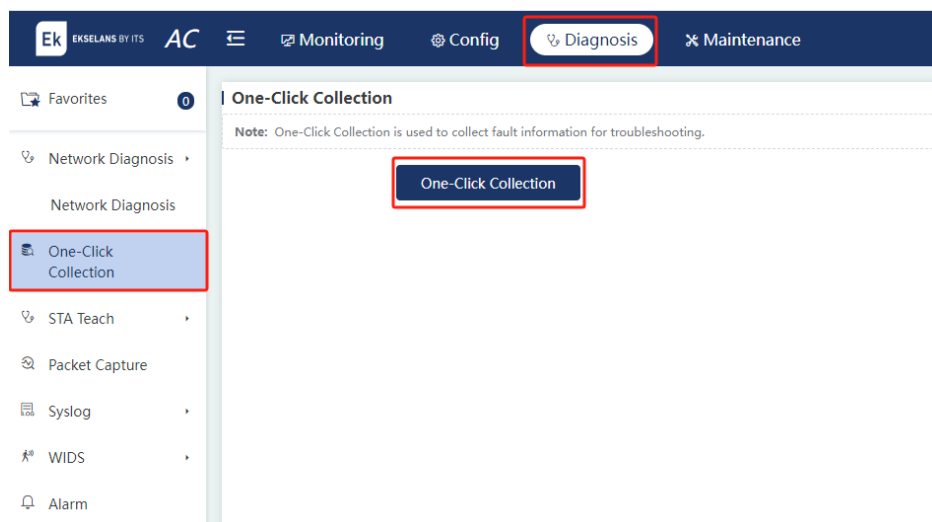 Ek EKSELANS BY ITS AC Monitoring Config Diagnosis Maintenance
Favorites 0
One-Click Collection
Note: One-Click Collection is used to collect fault information for troubleshooting.
One-Click Collection
Network Diagnosis
Network Diagnosis
One-Click
Collection
STA Teach
Packet Capture
Syslog
WIDS
Alarm